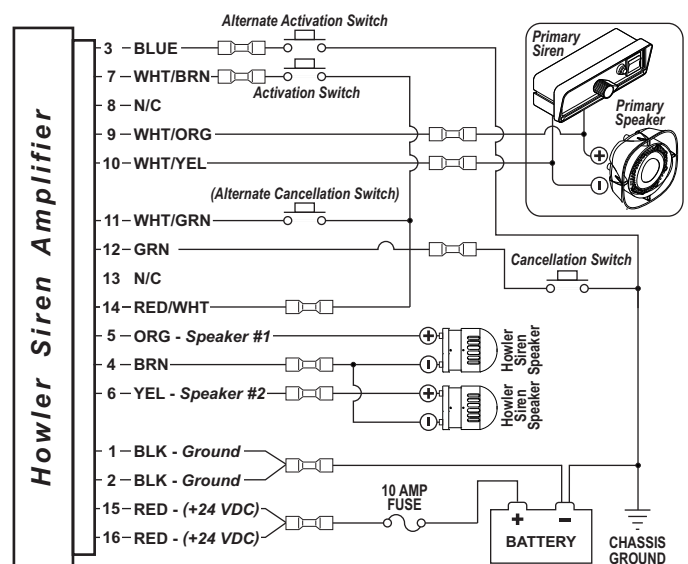 Howler Siren Amplifier
Alternate Activation Switch
3 – BLUE
7 – WHT/BRN
Activation Switch
8 – N/C
9 – WHT/ORG
10 – WHT/YEL
Primary
Siren
Primary
Speaker
+
–
(Alternate Cancellation Switch)
11 – WHT/GRN
12 – GRN
Cancellation Switch
13 N/C
14 – RED/WHT
5 – ORG - Speaker #1
+
4 – BRN
–
Howler
Siren
Speaker
6 – YEL - Speaker #2
+
–
Howler
Siren
Speaker
1 – BLK - Ground
2 – BLK - Ground
10 AMP
FUSE
15 – RED - (+24 VDC)
16 – RED - (+24 VDC)
+ –
BATTERY
CHASSIS
GROUND